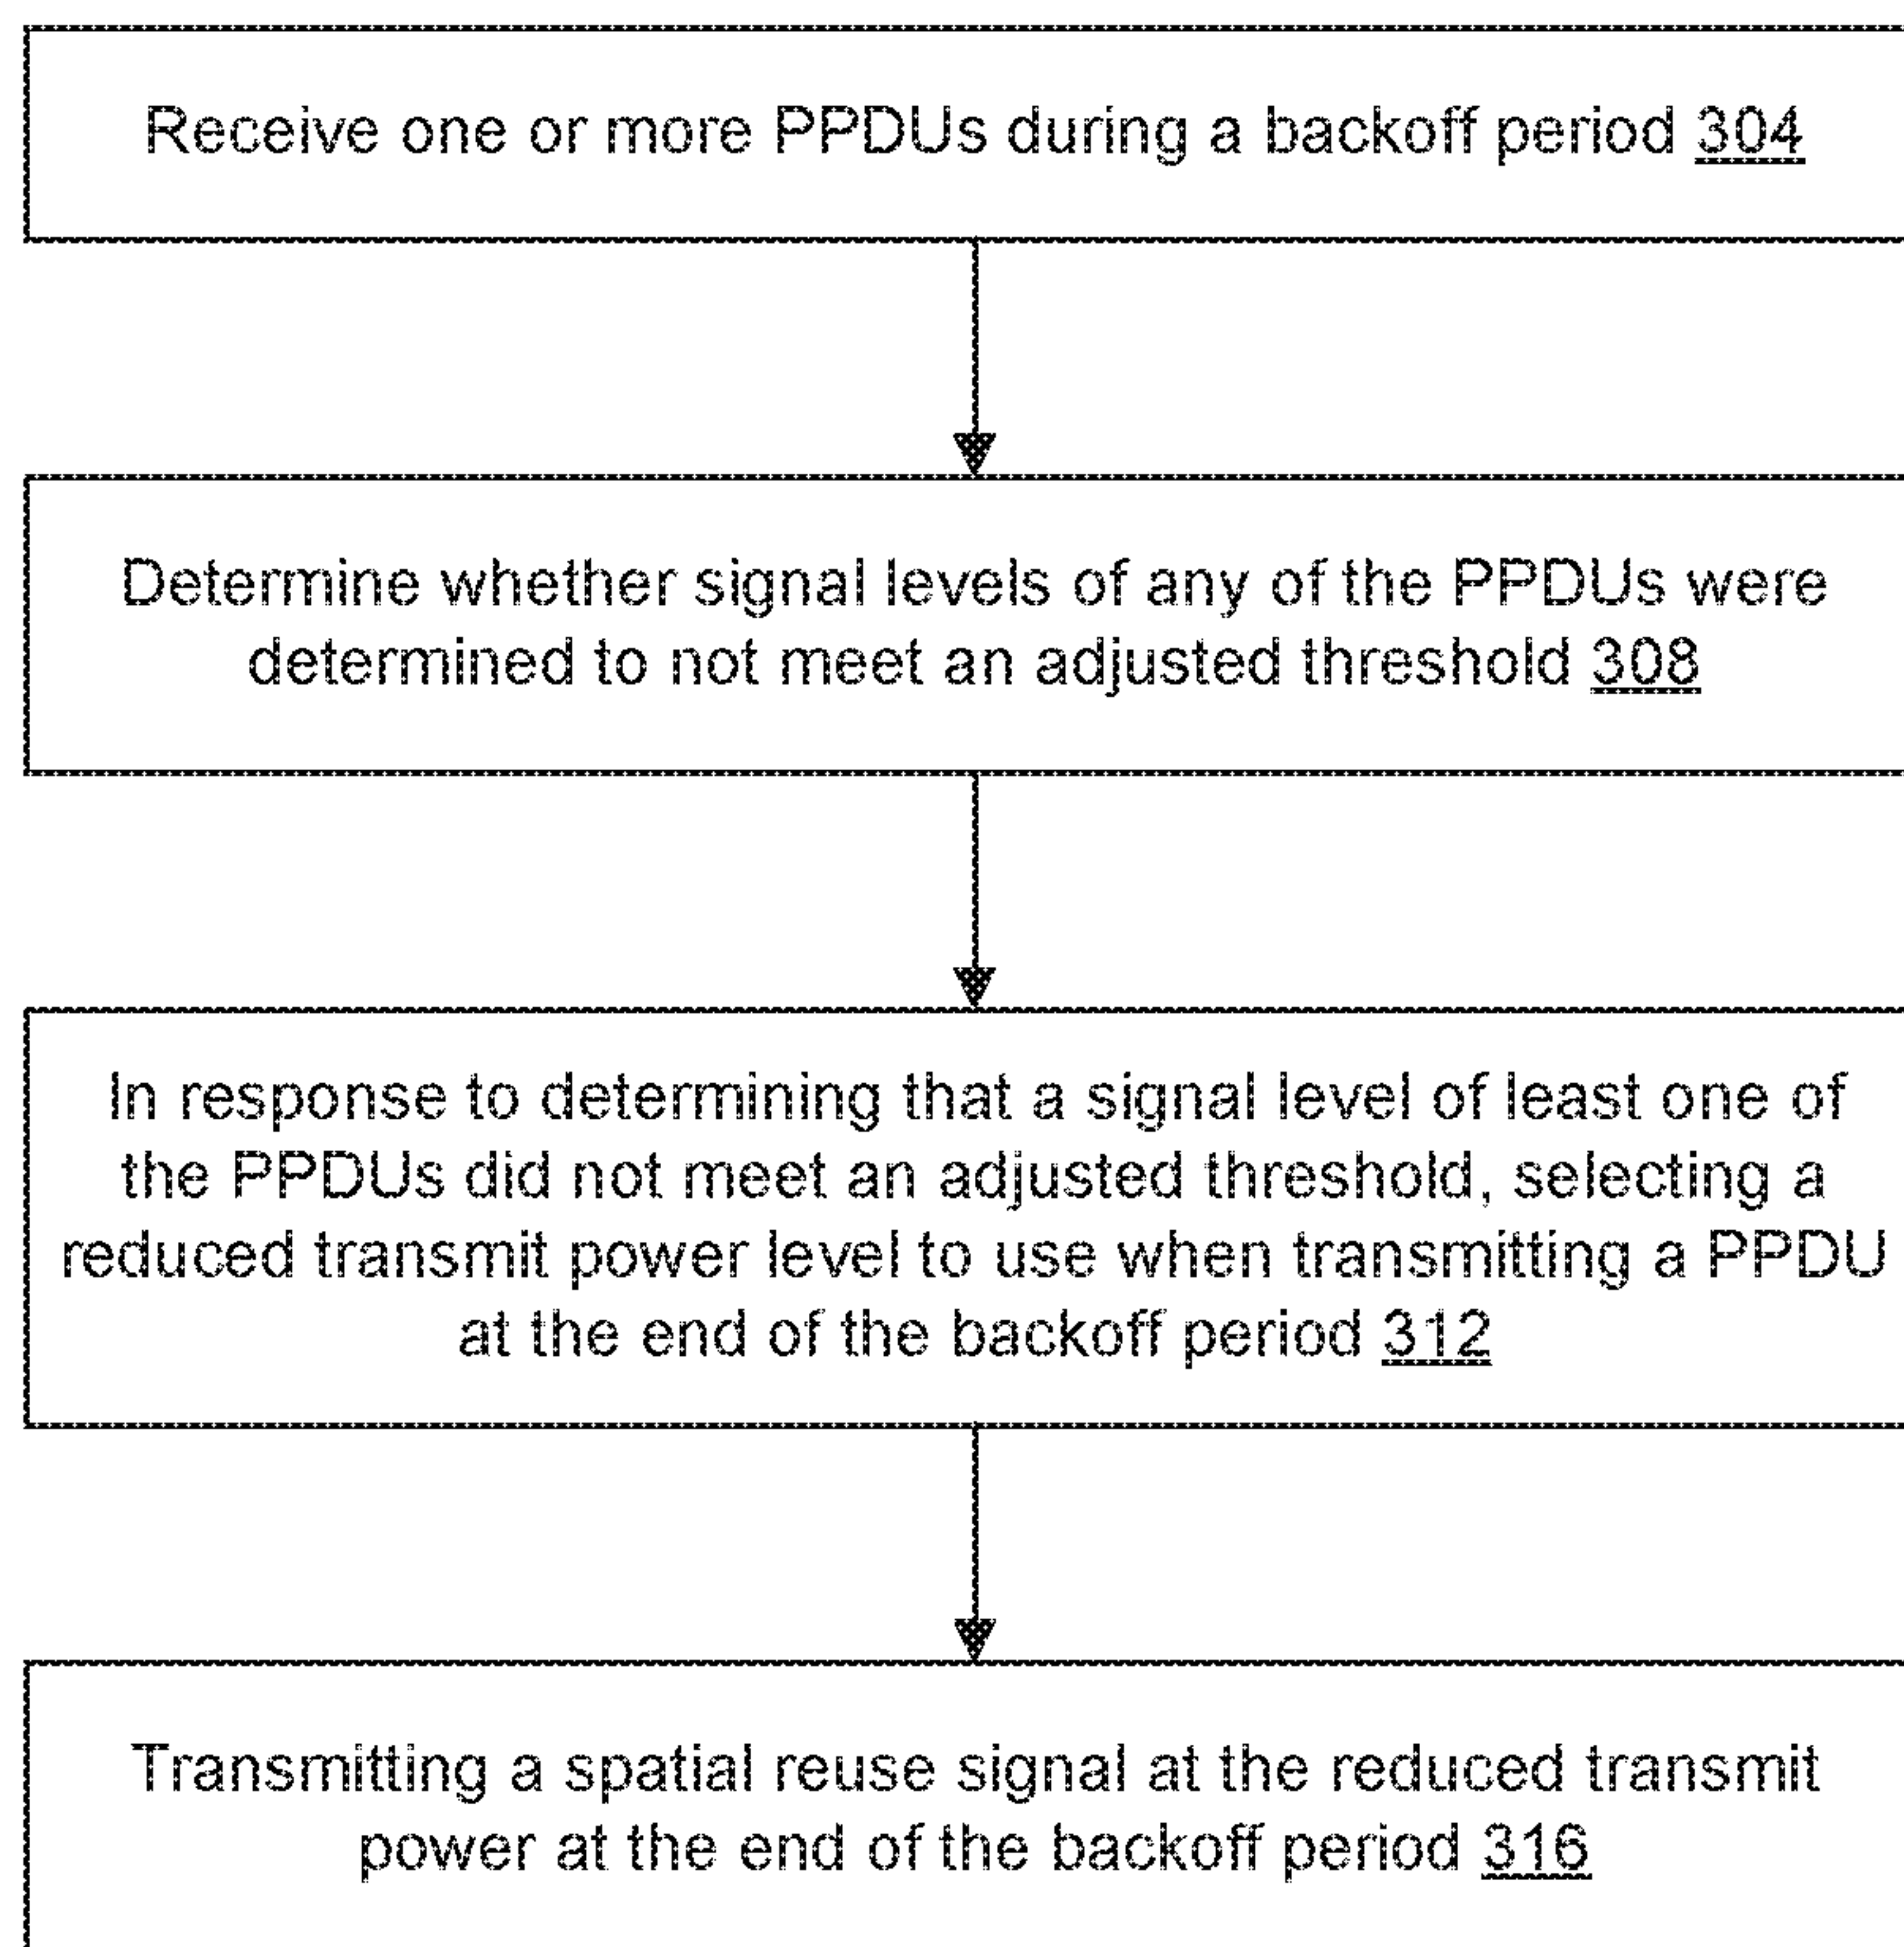 Receive one or more PPDUs during a backoff period 304
Determine whether signal levels of any of the PPDUs were
determined to not meet an adjusted threshold 308
In response to determining that a signal level of least one of
the PPDUs did not meet an adjusted threshold, selecting a
reduced transmit power level to use when transmitting a PPDU
at the end of the backoff period 312
Transmitting a spatial reuse signal at the reduced transmit
power at the end of the backoff period 316